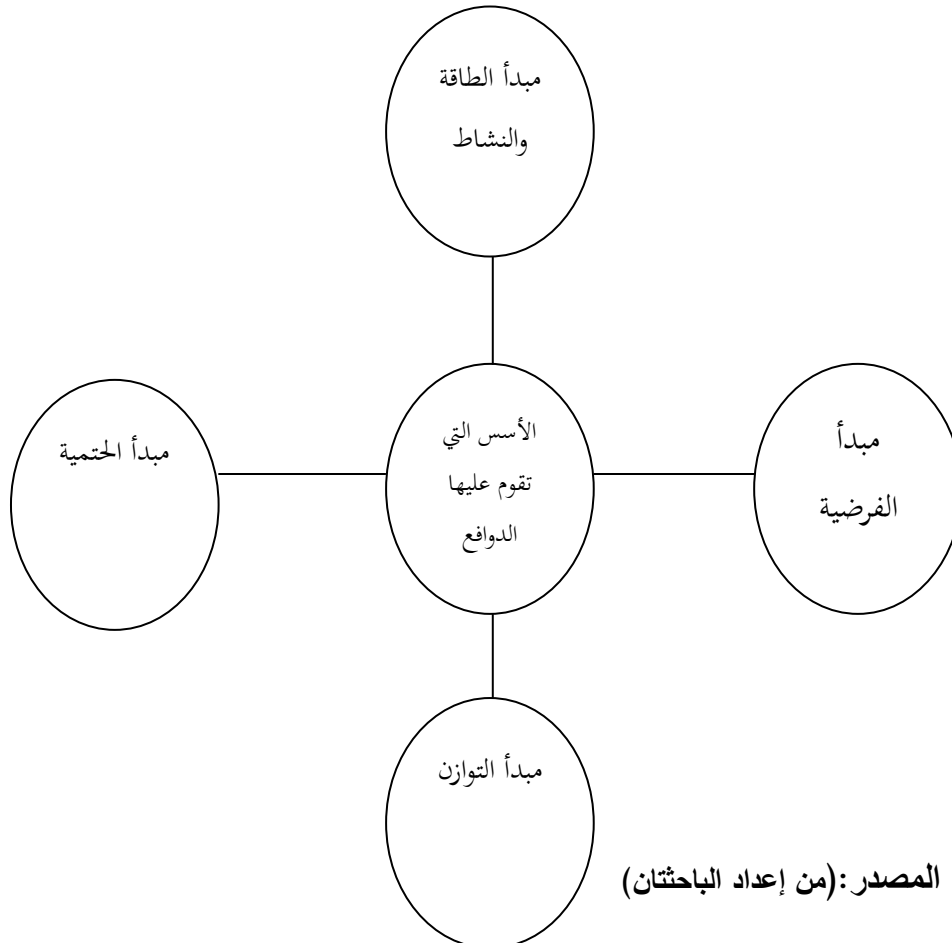 مبدأ الطاقة
والنشاط
مبدأ
الفرضية
الأسس التي
تقوم عليها
الدوافع
مبدأ الحتمية
مبدأ التوازن
المصدر:(من إعداد الباحثتان)